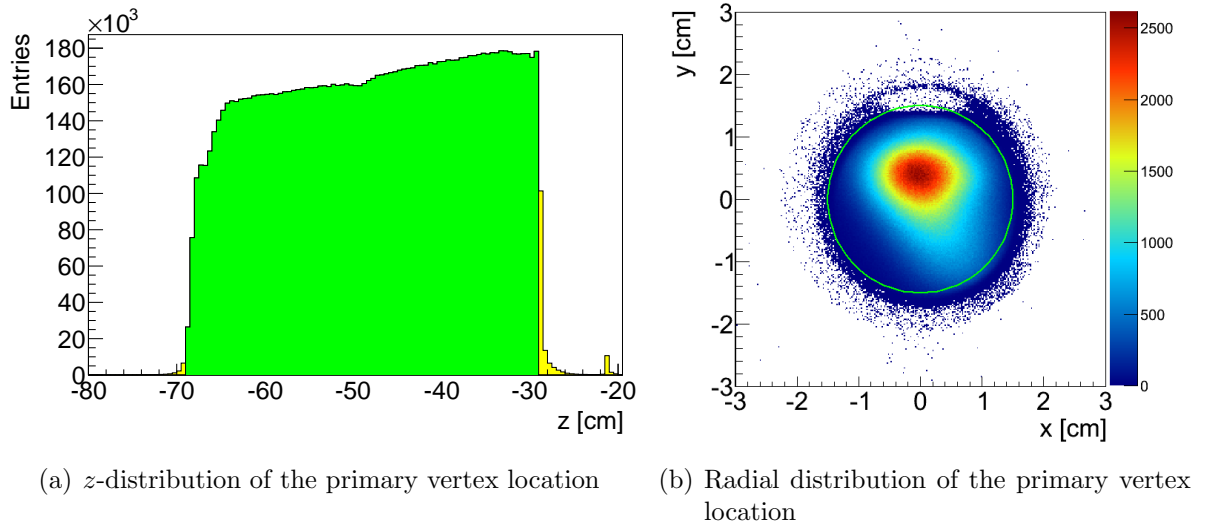 ×10³
Entries
180
160
140
120
100
80
60
40
20
0
-80 -70 -60 -50 -40 -30 -20
z [cm]
y [cm]
3
2
1
0
-1
-2
-3
-3 -2 -1 0 1 2 3
x [cm]
2500
2000
1500
1000
500
0
(a) z-distribution of the primary vertex location
(b) Radial distribution of the primary vertex
location